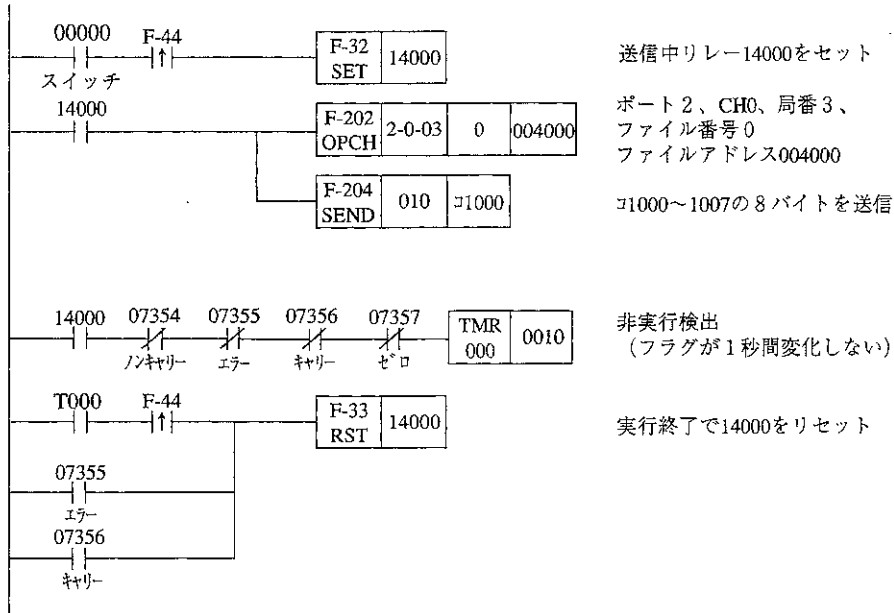 00000 F-44
F-32 SET 14000
送信中リレー14000をセット
スイッチ
14000
F-202 OPCH 2-0-03 0 004000
ポート2、CH0、局番3、
ファイル番号0
ファイルアドレス004000
F-204 SEND 010 ｺ1000
ｺ1000～1007の8バイトを送信
14000 07354 07355 07356 07357
ﾉﾝｷｬﾘｰ ｴﾗｰ ｷｬﾘｰ ｾﾞﾛ
TMR 000 0010
非実行検出
（フラグが1秒間変化しない）
T000 F-44
F-33 RST 14000
実行終了で14000をリセット
07355
ｴﾗｰ
07356
ｷｬﾘｰ